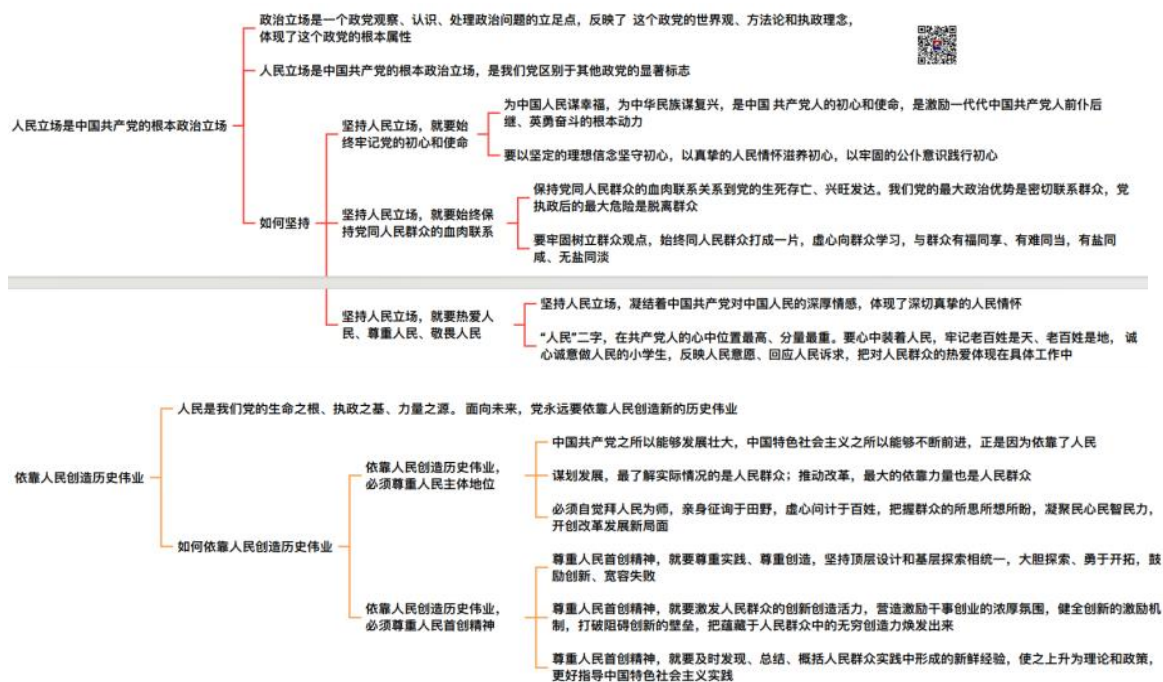 政治立场是一个政党观察、认识、处理政治问题的立足点，反映了 这个政党的世界观、方法论和执政理念，
体现了这个政党的根本属性
人民立场是中国共产党的根本政治立场，是我们党区别于其他政党的显著标志
人民立场是中国共产党的根本政治立场
如何坚持
坚持人民立场，就要始
终牢记党的初心和使命
为中国人民谋幸福，为中华民族谋复兴，是中国 共产党人的初心和使命，是激励一代代中国共产党人前仆后
继、英勇奋斗的根本动力
要以坚定的理想信念坚守初心，以真挚的人民情怀滋养初心，以牢固的公仆意识践行初心
坚持人民立场，就要始终保
持党同人民群众的血肉联系
保持党同人民群众的血肉联系关系到党的生死存亡、兴旺发达。我们党的最大政治优势是密切联系群众，党
执政后的最大危险是脱离群众
要牢固树立群众观点，始终同人民群众打成一片，虚心向群众学习，与群众有福同享、有难同当，有盐同
咸、无盐同淡
坚持人民立场，就要热爱人
民、尊重人民、敬畏人民
坚持人民立场，凝结着中国共产党对中国人民的深厚情感，体现了深切真挚的人民情怀
“人民”二字，在共产党人的心中位置最高、分量最重。要心中装着人民，牢记老百姓是天、老百姓是地， 诚
心诚意做人民的小学生，反映人民意愿、回应人民诉求，把对人民群众的热爱体现在具体工作中
依靠人民创造历史伟业
人民是我们党的生命之根、执政之基、力量之源。 面向未来，党永远要依靠人民创造新的历史伟业
如何依靠人民创造历史伟业
依靠人民创造历史伟业，
必须尊重人民主体地位
中国共产党之所以能够发展壮大，中国特色社会主义之所以能够不断前进，正是因为依靠了人民
谋划发展，最了解实际情况的是人民群众；推动改革，最大的依靠力量也是人民群众
必须自觉拜人民为师，亲身征询于田野，虚心问计于百姓，把握群众的所思所想所盼，凝聚民心民智民力，
开创改革发展新局面
依靠人民创造历史伟业，
必须尊重人民首创精神
尊重人民首创精神，就要尊重实践、尊重创造，坚持顶层设计和基层探索相统一，大胆探索、勇于开拓，鼓
励创新、宽容失败
尊重人民首创精神，就要激发人民群众的创新创造活力，营造激励干事创业的浓厚氛围，健全创新的激励机
制，打破阻碍创新的壁垒，把蕴藏于人民群众中的无穷创造力焕发出来
尊重人民首创精神，就要及时发现、总结、概括人民群众实践中形成的新鲜经验，使之上升为理论和政策，
更好指导中国特色社会主义实践